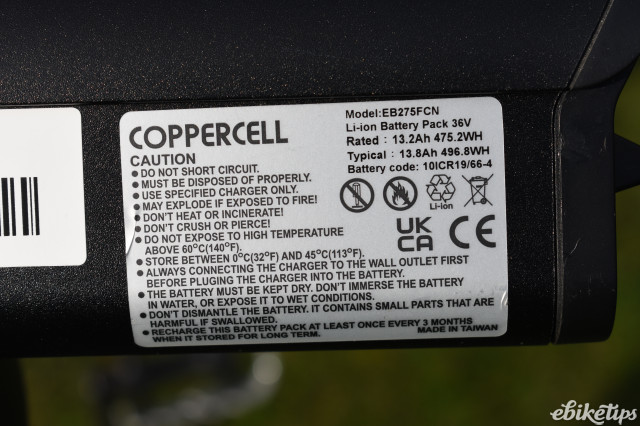 COPPERCELL
CAUTION
• DO NOT SHORT CIRCUIT.
• MUST BE DISPOSED OF PROPERLY.
• USE SPECIFIED CHARGER ONLY.
• MAY EXPLODE IF EXPOSED TO FIRE!
• DON'T HEAT OR INCINERATE!
• DON'T CRUSH OR PIERCE!
• DO NOT EXPOSE TO HIGH TEMPERATURE
ABOVE 60°C(140°F).
• STORE BETWEEN 0°C(32°F) AND 45°C(113°F).
• ALWAYS CONNECTING THE CHARGER TO THE WALL OUTLET FIRST
BEFORE PLUGING THE CHARGER INTO THE BATTERY.
• THE BATTERY MUST BE KEPT DRY. DON'T IMMERSE THE BATTERY
IN WATER, OR EXPOSE IT TO WET CONDITIONS.
• DON'T DISMANTLE THE BATTERY. IT CONTAINS SMALL PARTS THAT ARE
HARMFUL IF SWALLOWED.
• RECHARGE THIS BATTERY PACK AT LEAST ONCE EVERY 3 MONTHS
WHEN IT STORED FOR LONG TERM.
Model:EB275FCN
Li-ion Battery Pack 36V
Rated : 13.2Ah 475.2WH
Typical : 13.8Ah 496.8WH
Battery code: 10ICR19/66-4
Li-ion
UK
CA
CE
MADE IN TAIWAN
ebiketips